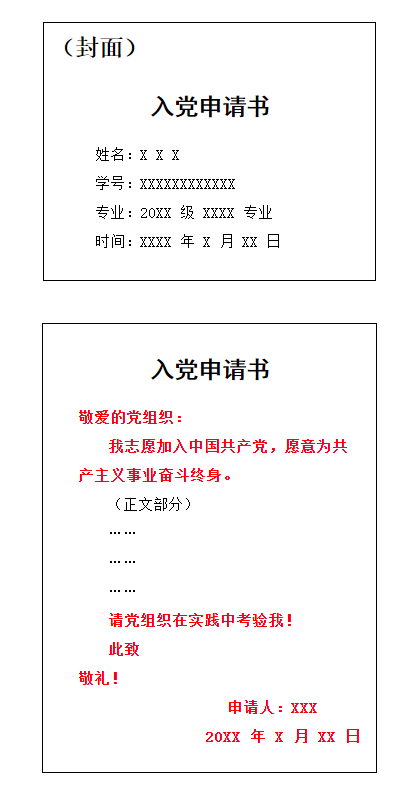 （封面）
入党申请书
姓名：X X X
学号：XXXXXXXXXXXX
专业：20XX 级 XXXX 专业
时间：XXXX 年 X 月 XX 日
入党申请书
敬爱的党组织：
我志愿加入中国共产党，愿意为共
产主义事业奋斗终身。
（正文部分）
……
……
……
请党组织在实践中考验我！
此致
敬礼！
申请人：XXX
20XX 年 X 月 XX 日